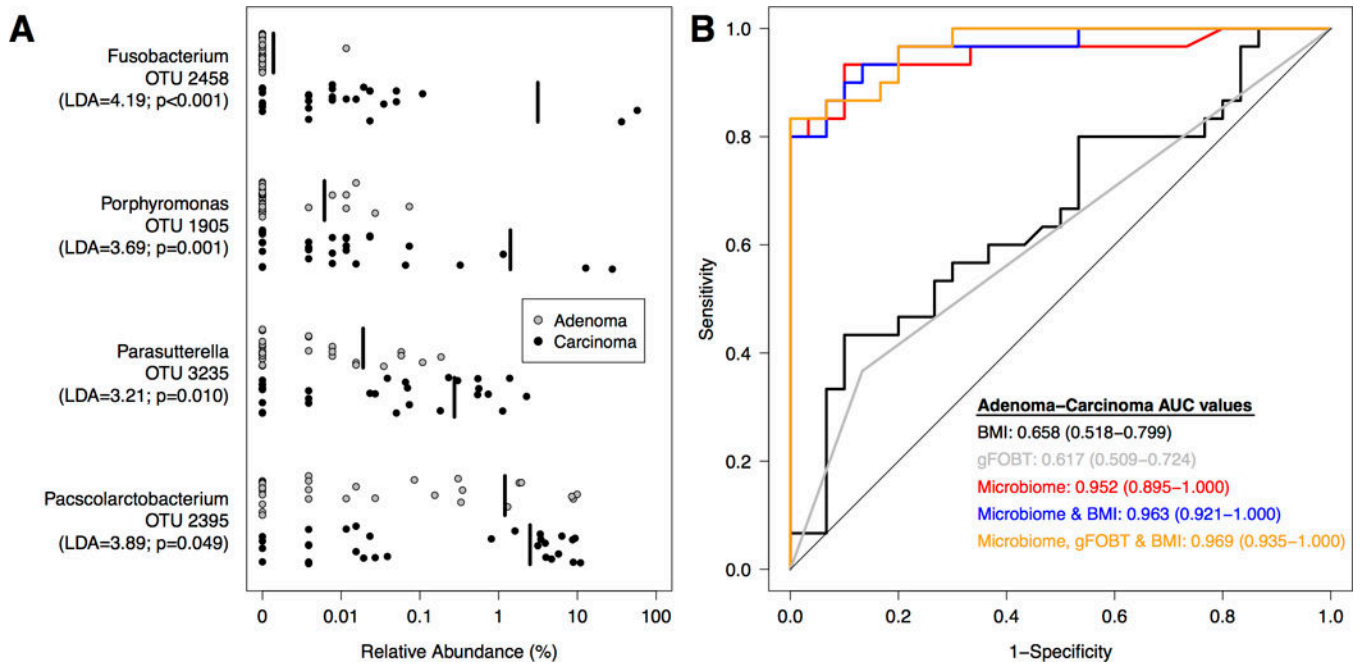 A
Fusobacterium
OTU 2458
(LDA=4.19; p<0.001)
Porphyromonas
OTU 1905
(LDA=3.69; p=0.001)
Parasutterella
OTU 3235
(LDA=3.21; p=0.010)
Pacscolarctobacterium
OTU 2395
(LDA=3.89; p=0.049)
Adenoma
Carcinoma
0 0.01 0.1 1 10 100
Relative Abundance (%)
B
1.0
0.8
0.6
0.4
0.2
0.0
Sensitivity
Adenoma−Carcinoma AUC values
BMI: 0.658 (0.518−0.799)
gFOBT: 0.617 (0.509−0.724)
Microbiome: 0.952 (0.895−1.000)
Microbiome & BMI: 0.963 (0.921−1.000)
Microbiome, gFOBT & BMI: 0.969 (0.935−1.000)
0.0 0.2 0.4 0.6 0.8 1.0
1−Specificity